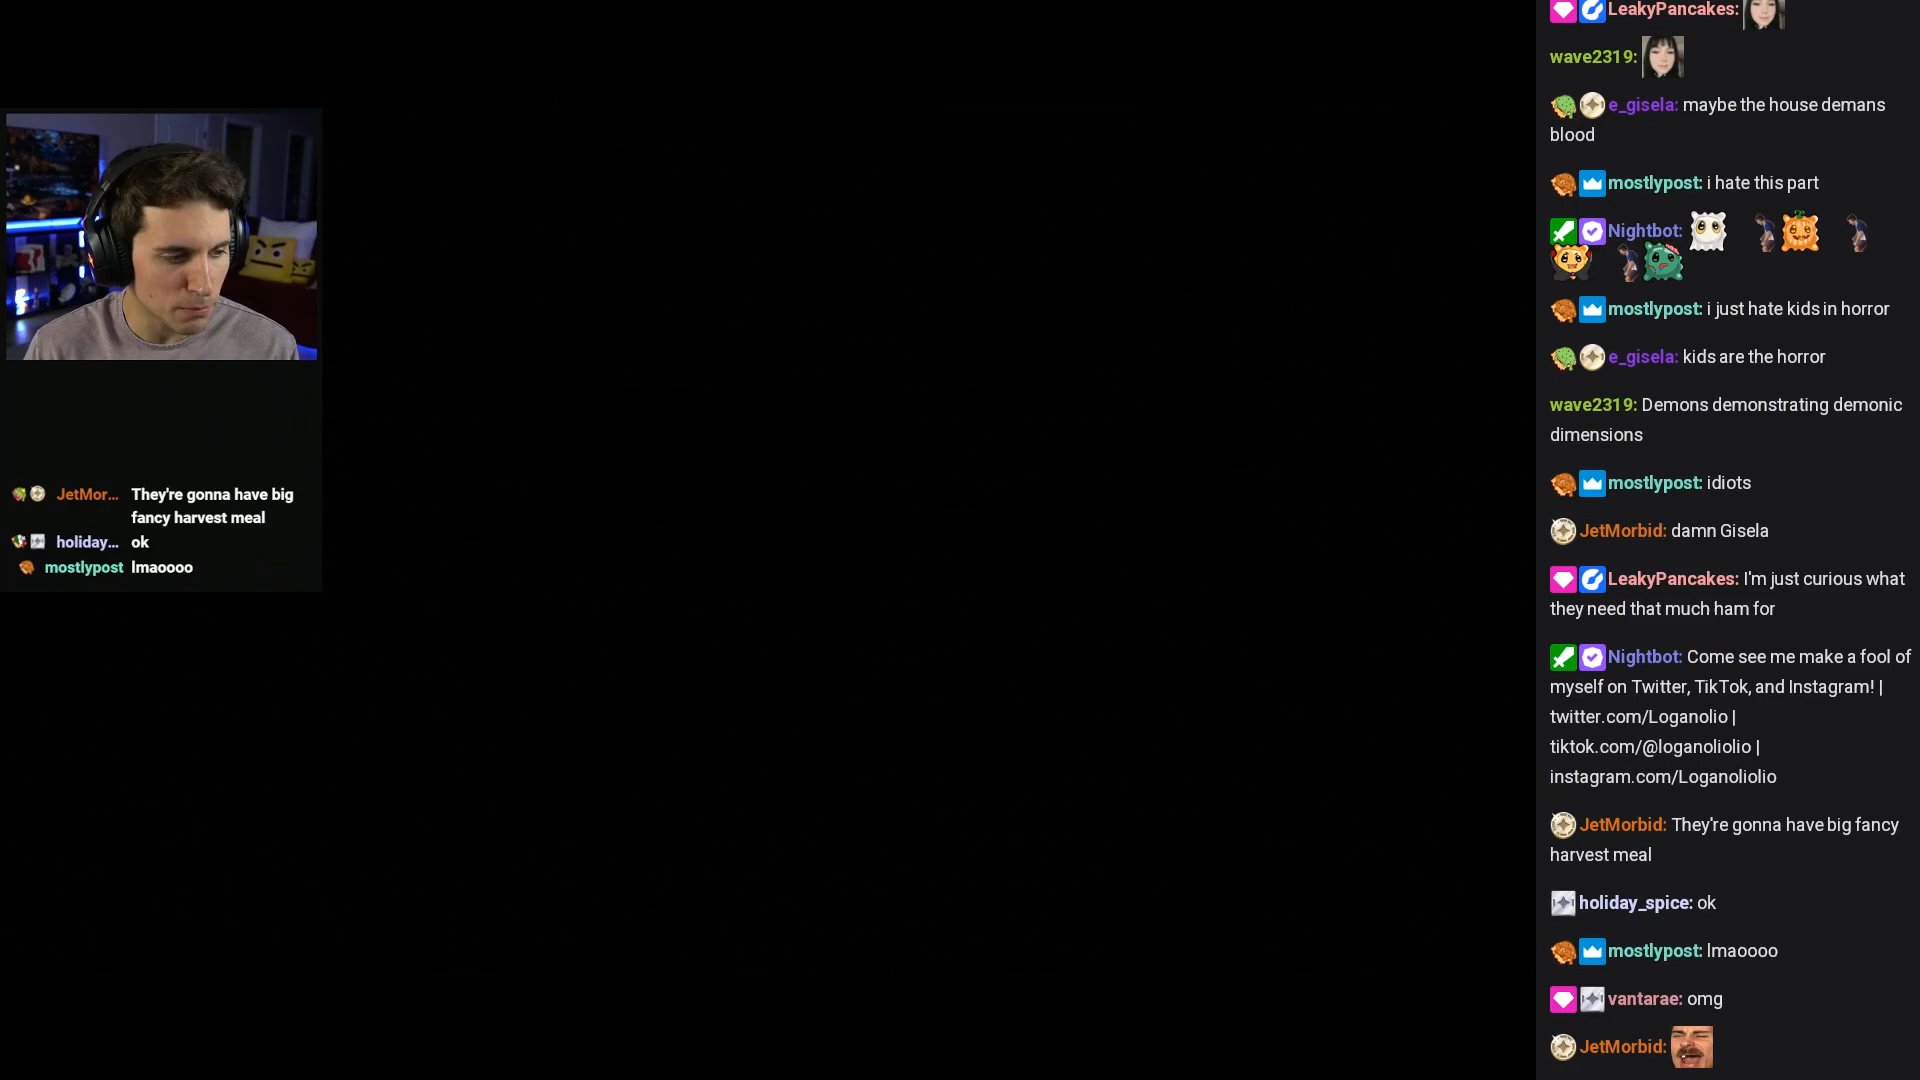 JetMor... They're gonna have big
fancy harvest meal
holiday... ok
mostlypost lmaoooo
LeakyPancakes:
wave2319:
e_gisela: maybe the house demans
blood
mostlypost: i hate this part
Nightbot:
mostlypost: i just hate kids in horror
e_gisela: kids are the horror
wave2319: Demons demonstrating demonic
dimensions
mostlypost: idiots
JetMorbid: damn Gisela
LeakyPancakes: I'm just curious what
they need that much ham for
Nightbot: Come see me make a fool of
myself on Twitter, TikTok, and Instagram! |
twitter.com/Loganolio |
tiktok.com/@loganoliolio |
instagram.com/Loganoliolio
JetMorbid: They're gonna have big fancy
harvest meal
holiday_spice: ok
mostlypost: lmaoooo
vantarae: omg
JetMorbid: